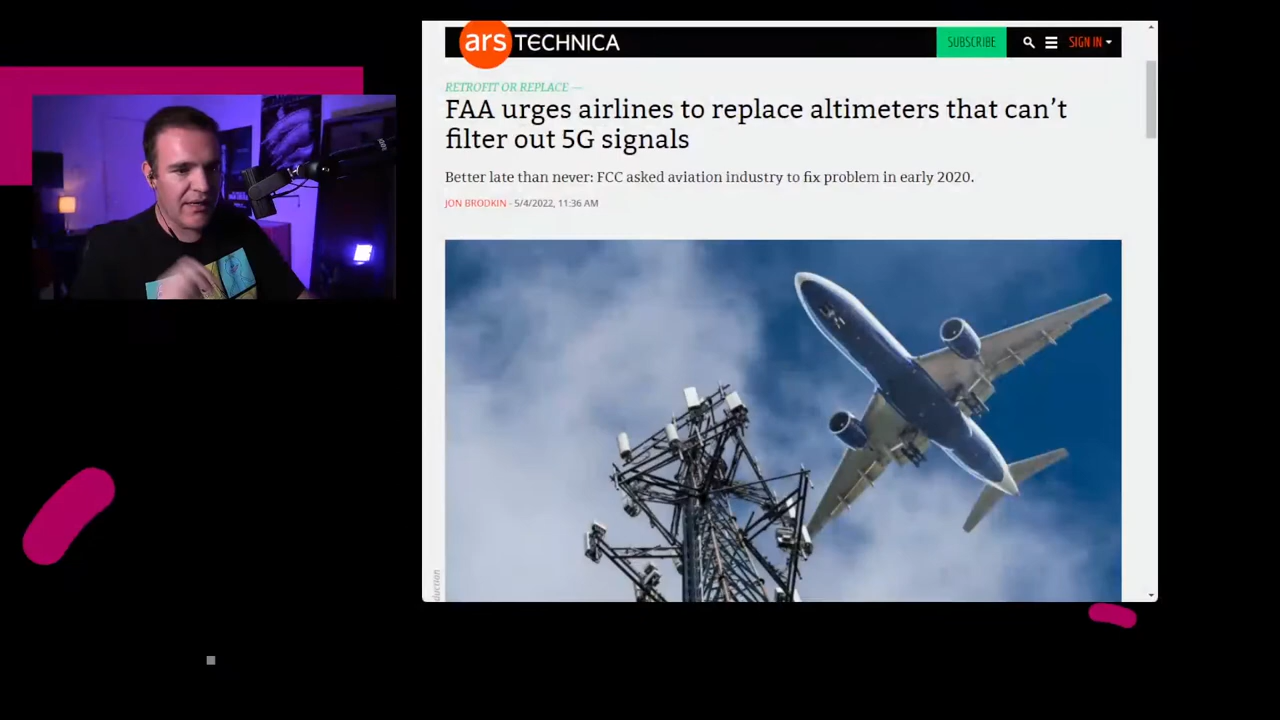 ars TECHNICA
SUBSCRIBE
SIGN IN
RETROFIT OR REPLACE —
FAA urges airlines to replace altimeters that can’t
filter out 5G signals
Better late than never: FCC asked aviation industry to fix problem in early 2020.
JON BRODKIN - 5/4/2022, 11:36 AM